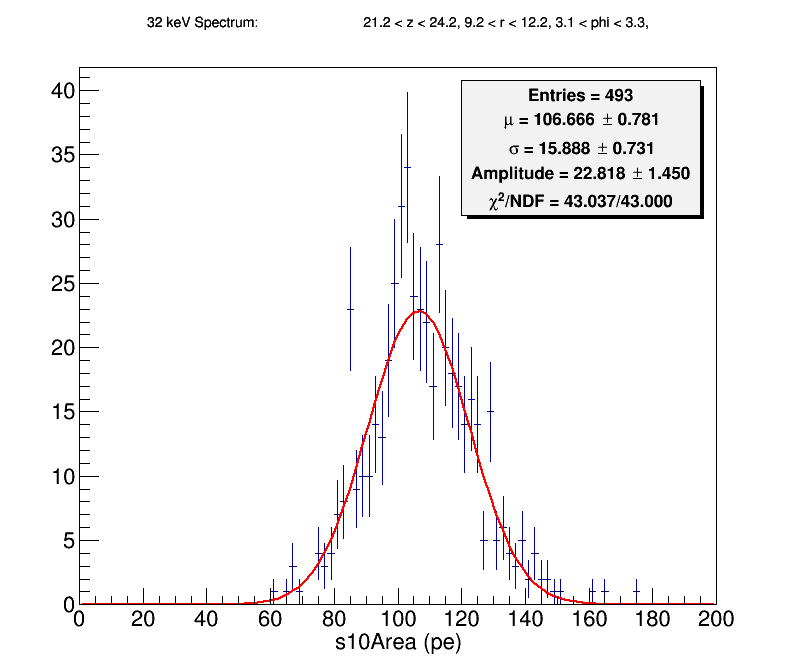 32 keV Spectrum: 21.2 < z < 24.2, 9.2 < r < 12.2, 3.1 < phi < 3.3,
Entries = 493
μ = 106.666 ± 0.781
σ = 15.888 ± 0.731
Amplitude = 22.818 ± 1.450
χ²/NDF = 43.037/43.000
40
35
30
25
20
15
10
5
0
0 20 40 60 80 100 120 140 160 180 200
s10Area (pe)